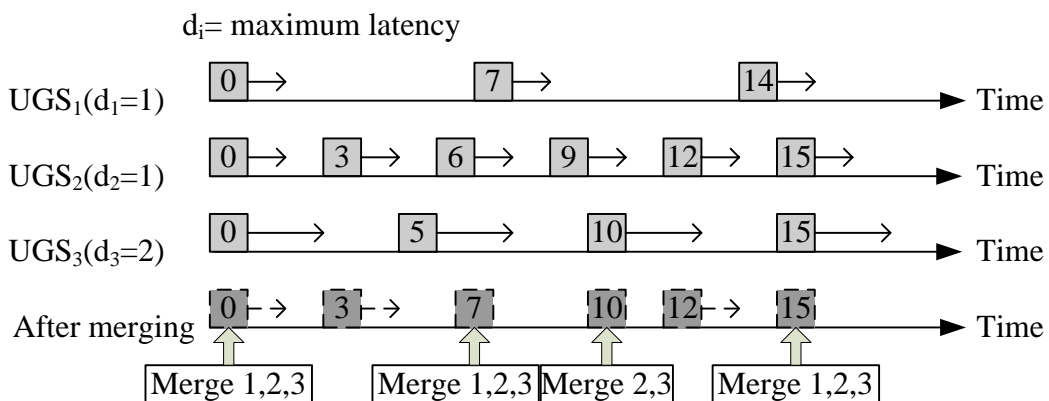 dᵢ= maximum latency
UGS₁(d₁=1) 0 7 14 Time
UGS₂(d₂=1) 0 3 6 9 12 15 Time
UGS₃(d₃=2) 0 5 10 15 Time
After merging 0 3 7 10 12 15 Time
Merge 1,2,3 Merge 1,2,3 Merge 2,3 Merge 1,2,3